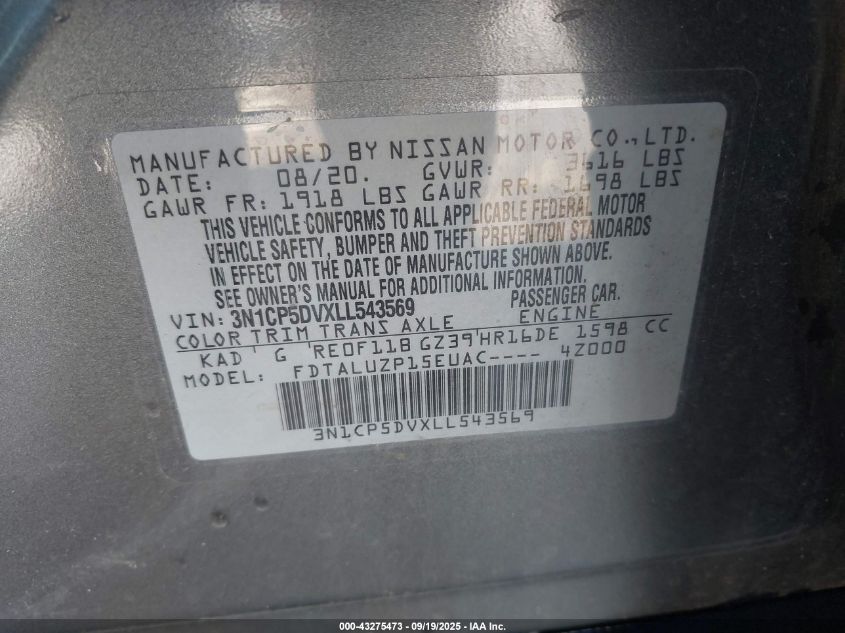 MANUFACTURED BY NISSAN MOTOR CO., LTD.
DATE: 08/20. GVWR: 3616 LBS
GAWR FR: 1918 LBS GAWR RR: 1698 LBS
THIS VEHICLE CONFORMS TO ALL APPLICABLE FEDERAL MOTOR
VEHICLE SAFETY, BUMPER AND THEFT PREVENTION STANDARDS
IN EFFECT ON THE DATE OF MANUFACTURE SHOWN ABOVE.
SEE OWNER'S MANUAL FOR ADDITIONAL INFORMATION.
VIN: 3N1CP5DVXLL543569 PASSENGER CAR.
COLOR TRIM TRANS AXLE ENGINE
KAD G RE0F11B GZ39 HR16DE 1598 CC
MODEL: FDTALUZP15EUAC---- 4Z000
3N1CP5DVXLL543569
000-43275473 - 09/19/2025 - IAA Inc.